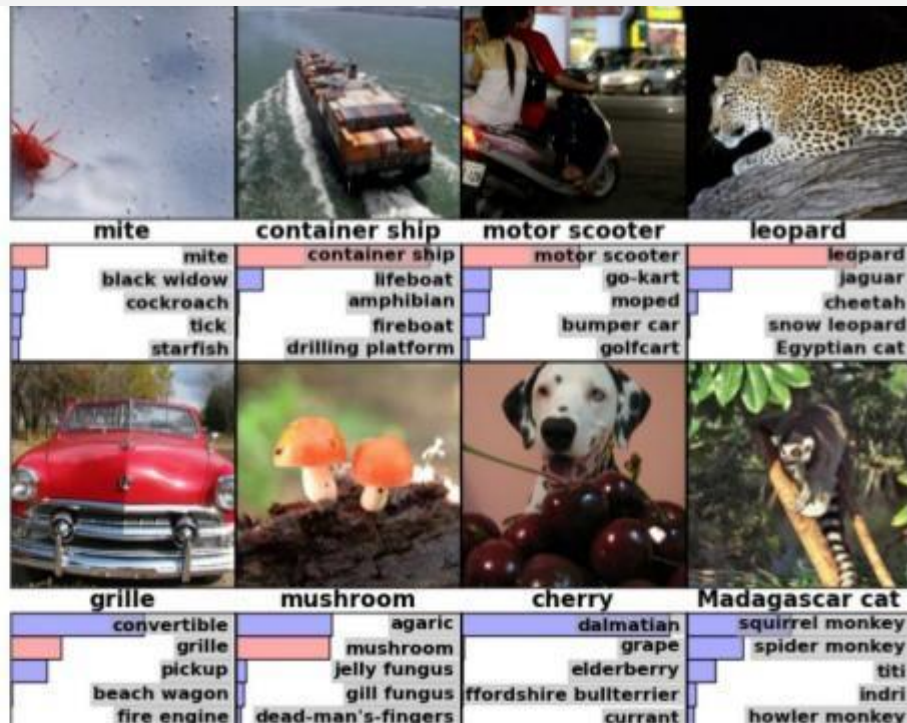 mite
container ship
motor scooter
leopard
mite
black widow
cockroach
tick
starfish
container ship
lifeboat
amphibian
fireboat
drilling platform
motor scooter
go-kart
moped
bumper car
golfcart
leopard
jaguar
cheetah
snow leopard
Egyptian cat
grille
mushroom
cherry
Madagascar cat
convertible
grille
pickup
beach wagon
fire engine
agaric
mushroom
jelly fungus
gill fungus
dead-man's-fingers
dalmatian
grape
elderberry
ffordshire bullterrier
currant
squirrel monkey
spider monkey
titi
indri
howler monkey